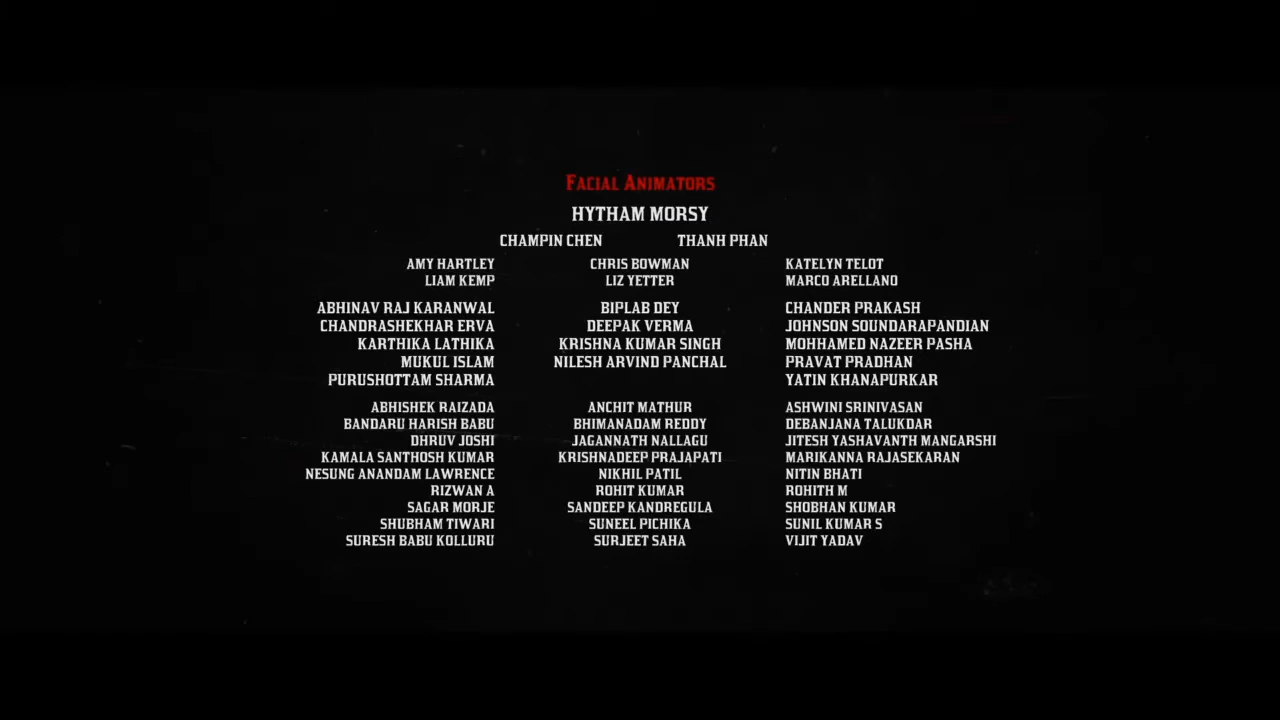 Facial Animators
HYTHAM MORSY
CHAMPIN CHEN THANH PHAN
AMY HARTLEY CHRIS BOWMAN KATELYN TELOT
LIAM KEMP LIZ YETTER MARCO ARELLANO
ABHINAV RAJ KARANWAL BIPLAB DEY CHANDER PRAKASH
CHANDRASHEKHAR ERVA DEEPAK VERMA JOHNSON SOUNDARAPANDIAN
KARTHIKA LATHIKA KRISHNA KUMAR SINGH MOHHAMED NAZEER PASHA
MUKUL ISLAM NILESH ARVIND PANCHAL PRAVAT PRADHAN
PURUSHOTTAM SHARMA YATIN KHANAPURKAR
ABHISHEK RAIZADA ANCHIT MATHUR ASHWINI SRINIVASAN
BANDARU HARISH BABU BHIMANADAM REDDY DEBANJANA TALUKDAR
DHRUV JOSHI JAGANNATH NALLAGU JITESH YASHAVANTH MANGARSHI
KAMALA SANTHOSH KUMAR KRISHNADEEP PRAJAPATI MARIKANNA RAJASEKARAN
NESUNG ANANDAM LAWRENCE NIKHIL PATIL NITIN BHATI
RIZWAN A ROHIT KUMAR ROHITH M
SAGAR MORJE SANDEEP KANDREGULA SHOBHAN KUMAR
SHUBHAM TIWARI SUNEEL PICHIKA SUNIL KUMAR S
SURESH BABU KOLLURU SURJEET SAHA VIJIT YADAV